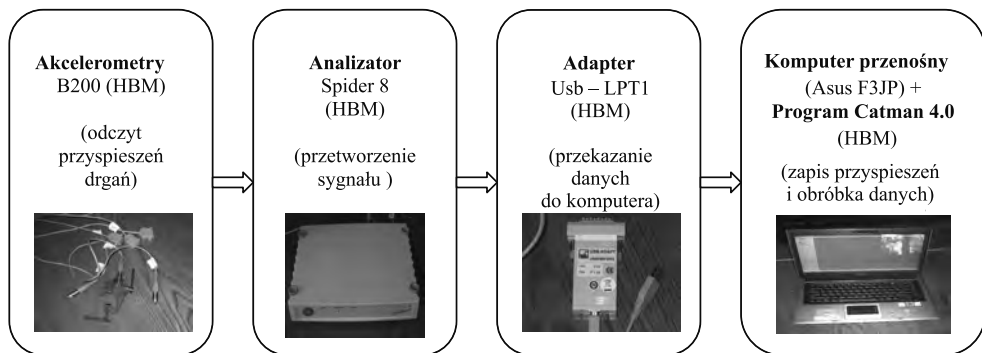 Akcelerometry
B200 (HBM)
(odczyt
przyspieszeń
drgań)
Analizator
Spider 8
(HBM)
(przetworzenie
sygnału )
Adapter
Usb – LPT1
(HBM)
(przekazanie
danych
do komputera)
Komputer przenośny
(Asus F3JP) +
Program Catman 4.0
(HBM)
(zapis przyspieszeń
i obróbka danych)